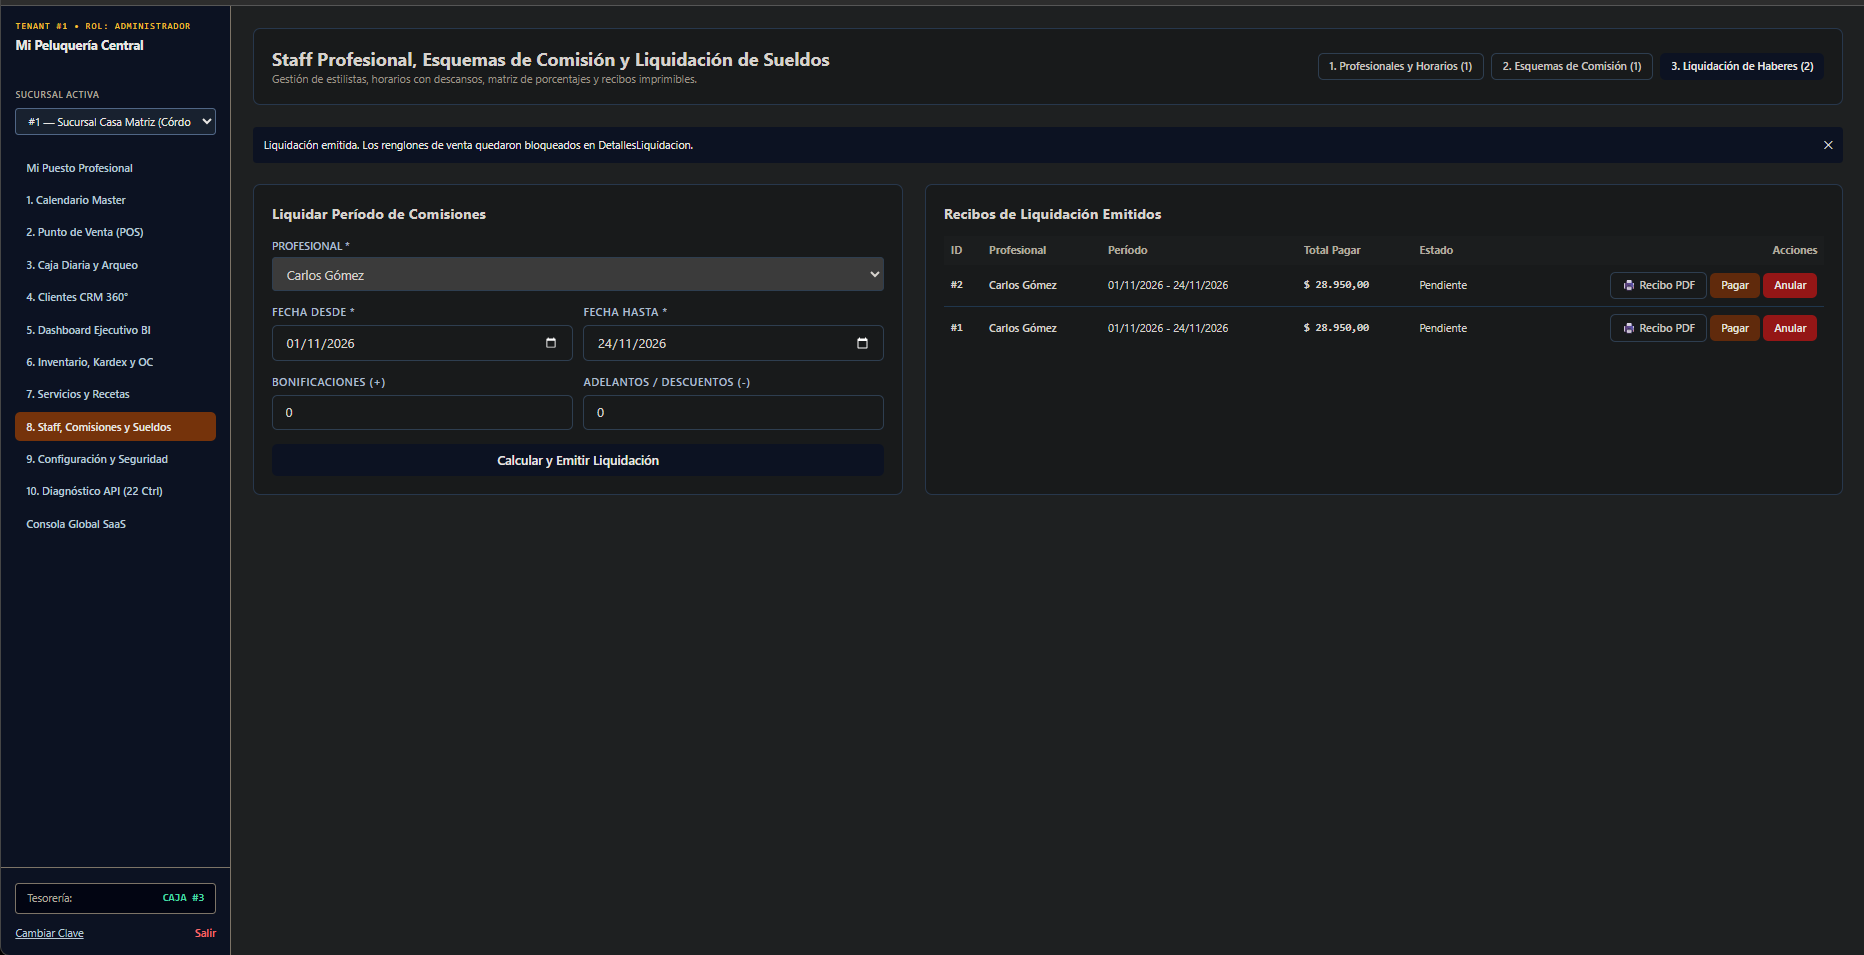 TENANT #1 • ROL: ADMINISTRADOR
Mi Peluquería Central
SUCURSAL ACTIVA
#1 — Sucursal Casa Matriz (Córdo
Mi Puesto Profesional
1. Calendario Master
2. Punto de Venta (POS)
3. Caja Diaria y Arqueo
4. Clientes CRM 360°
5. Dashboard Ejecutivo BI
6. Inventario, Kardex y OC
7. Servicios y Recetas
8. Staff, Comisiones y Sueldos
9. Configuración y Seguridad
10. Diagnóstico API (22 Ctrl)
Consola Global SaaS
Tesorería: CAJA #3
Cambiar Clave Salir
Staff Profesional, Esquemas de Comisión y Liquidación de Sueldos
Gestión de estilistas, horarios con descansos, matriz de porcentajes y recibos imprimibles.
1. Profesionales y Horarios (1) 2. Esquemas de Comisión (1) 3. Liquidación de Haberes (2)
Liquidación emitida. Los renglones de venta quedaron bloqueados en DetallesLiquidacion. ×
Liquidar Período de Comisiones
PROFESIONAL *
Carlos Gómez
FECHA DESDE * FECHA HASTA *
01/11/2026 24/11/2026
BONIFICACIONES (+) ADELANTOS / DESCUENTOS (-)
0 0
Calcular y Emitir Liquidación
Recibos de Liquidación Emitidos
ID Profesional Período Total Pagar Estado Acciones
#2 Carlos Gómez 01/11/2026 - 24/11/2026 $ 28.950,00 Pendiente Recibo PDF Pagar Anular
#1 Carlos Gómez 01/11/2026 - 24/11/2026 $ 28.950,00 Pendiente Recibo PDF Pagar Anular